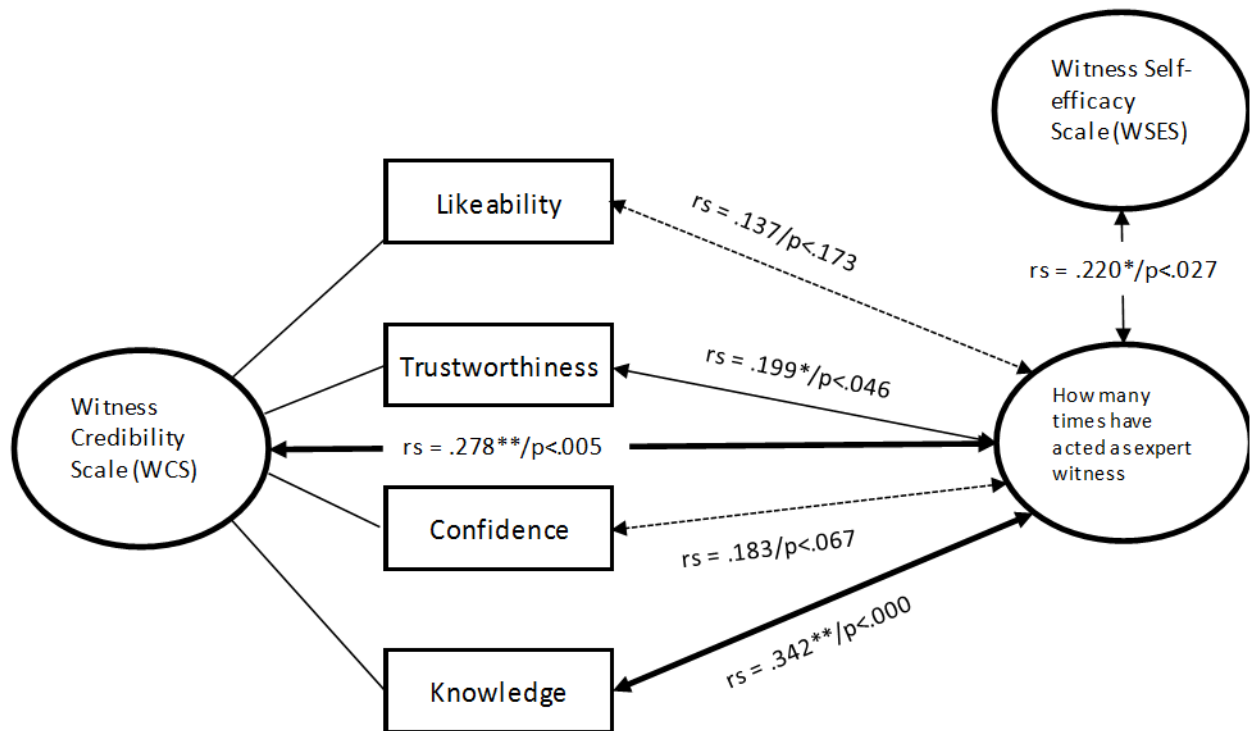 Witness Self-
efficacy
Scale (WSES)
Likeability
rs = .137/p<.173
rs = .220*/p<.027
Trustworthiness
rs = .199*/p<.046
Witness
Credibility
Scale (WCS)
rs = .278**/p<.005
How many
times have
acted as expert
witness
Confidence
rs = .183/p<.067
Knowledge
rs = .342**/p<.000